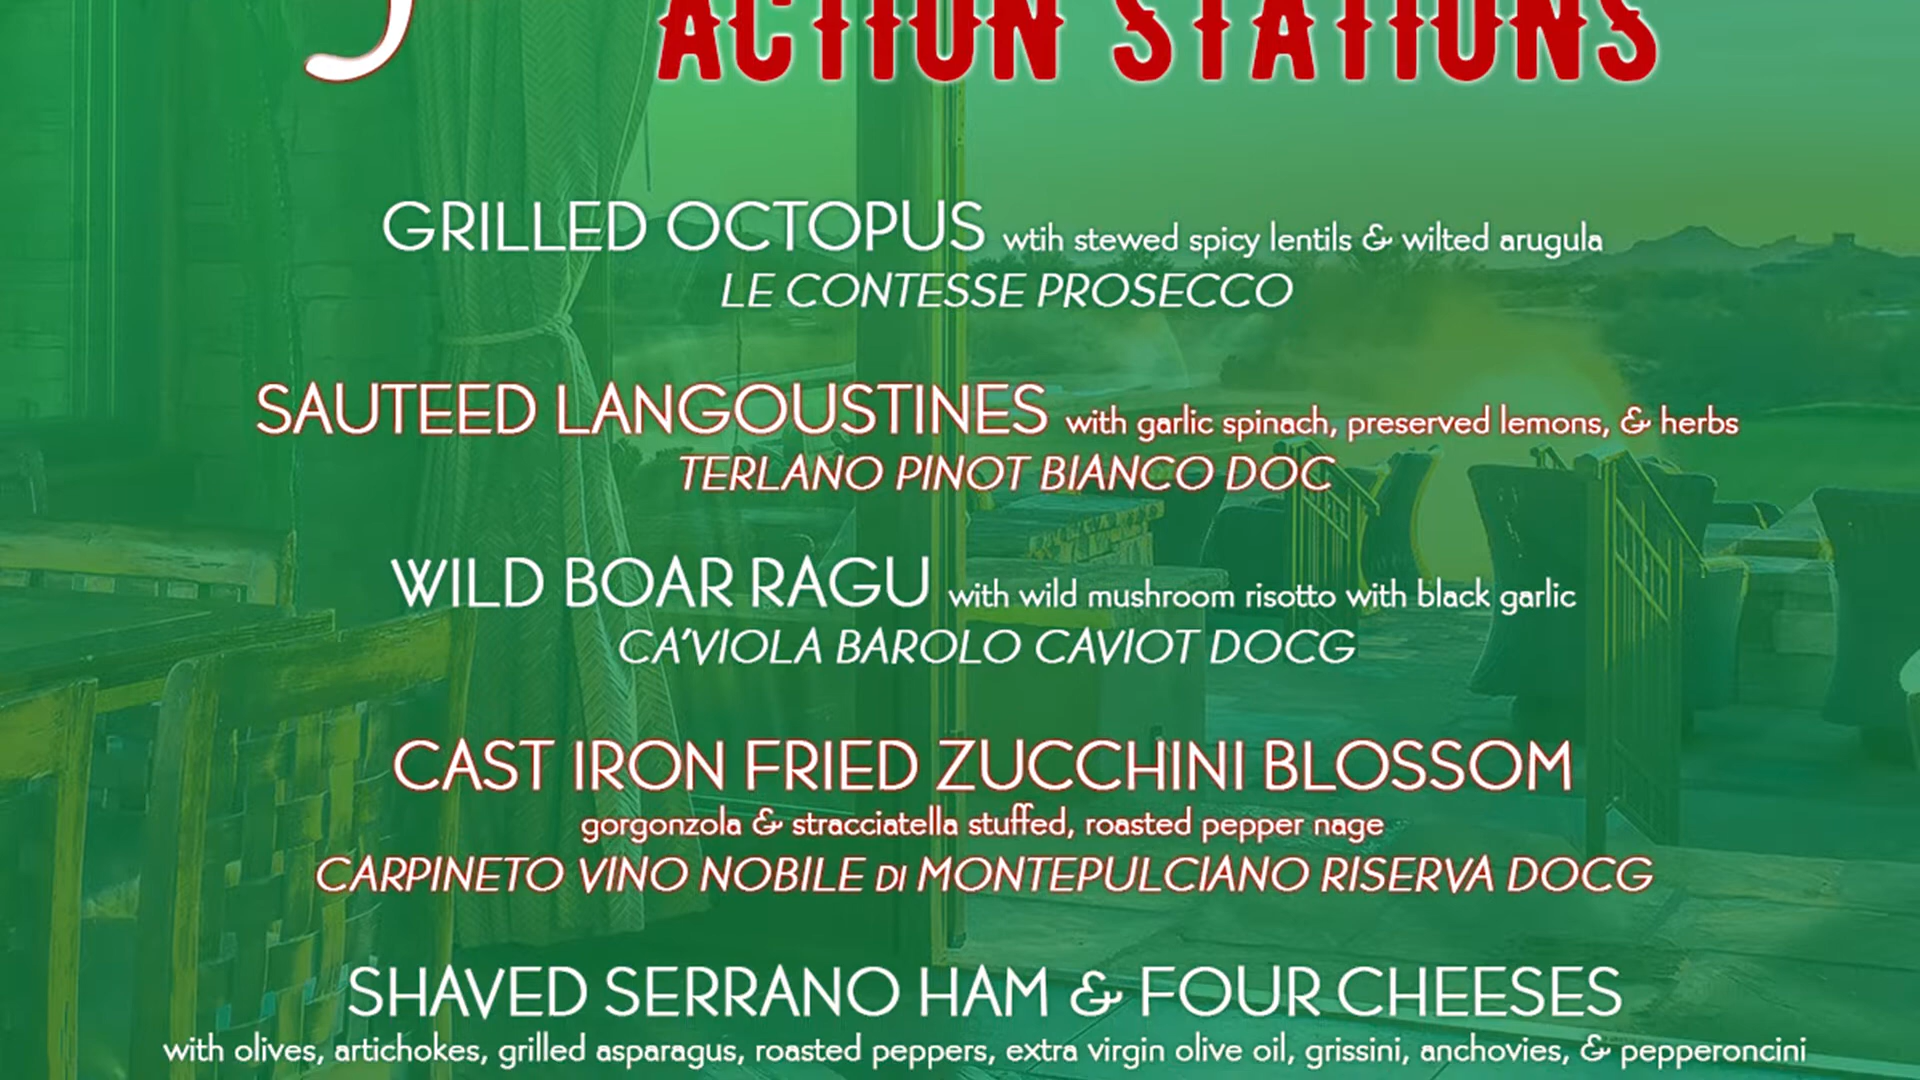 ACTION STATIONS
GRILLED OCTOPUS wtih stewed spicy lentils & wilted arugula
LE CONTESSE PROSECCO
SAUTEED LANGOUSTINES with garlic spinach, preserved lemons, & herbs
TERLANO PINOT BIANCO DOC
WILD BOAR RAGU with wild mushroom risotto with black garlic
CA'VIOLA BAROLO CAVIOT DOCG
CAST IRON FRIED ZUCCHINI BLOSSOM
gorgonzola & stracciatella stuffed, roasted pepper nage
CARPINETO VINO NOBILE DI MONTEPULCIANO RISERVA DOCG
SHAVED SERRANO HAM & FOUR CHEESES
with olives, artichokes, grilled asparagus, roasted peppers, extra virgin olive oil, grissini, anchovies, & pepperoncini